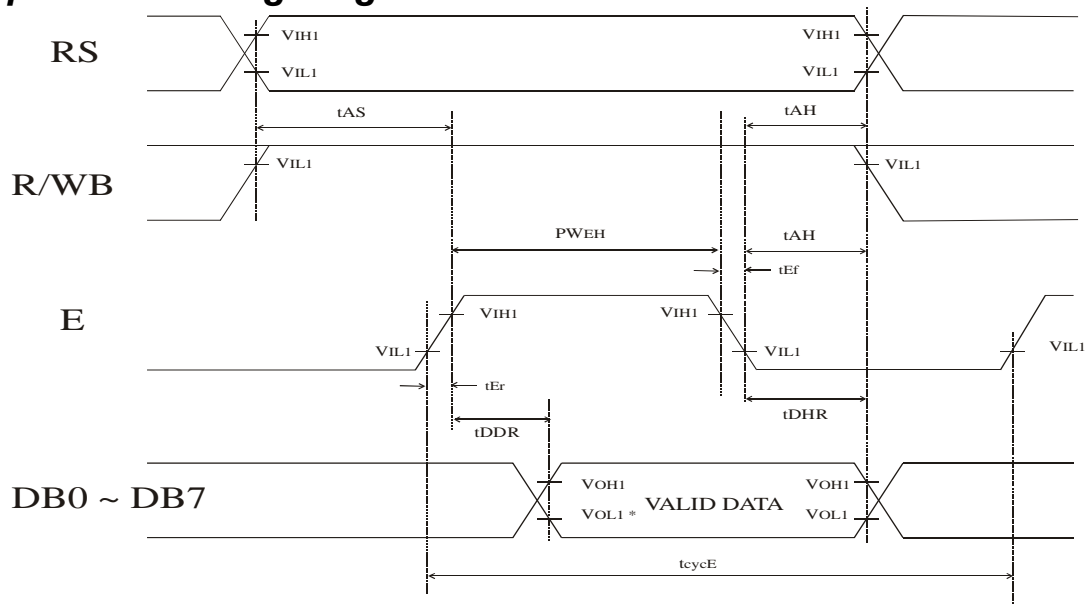 RS
VIH1
VIH1
VIL1
VIL1
tAS
tAH
R/WB
VIL1
VIL1
PWEH
tAH
tEf
E
VIH1
VIH1
VIL1
VIL1
VIL1
tEr
tDHR
tDDR
DB0 ~ DB7
VOH1
VOH1
VOL1 *
VALID DATA
VOL1
tcycE